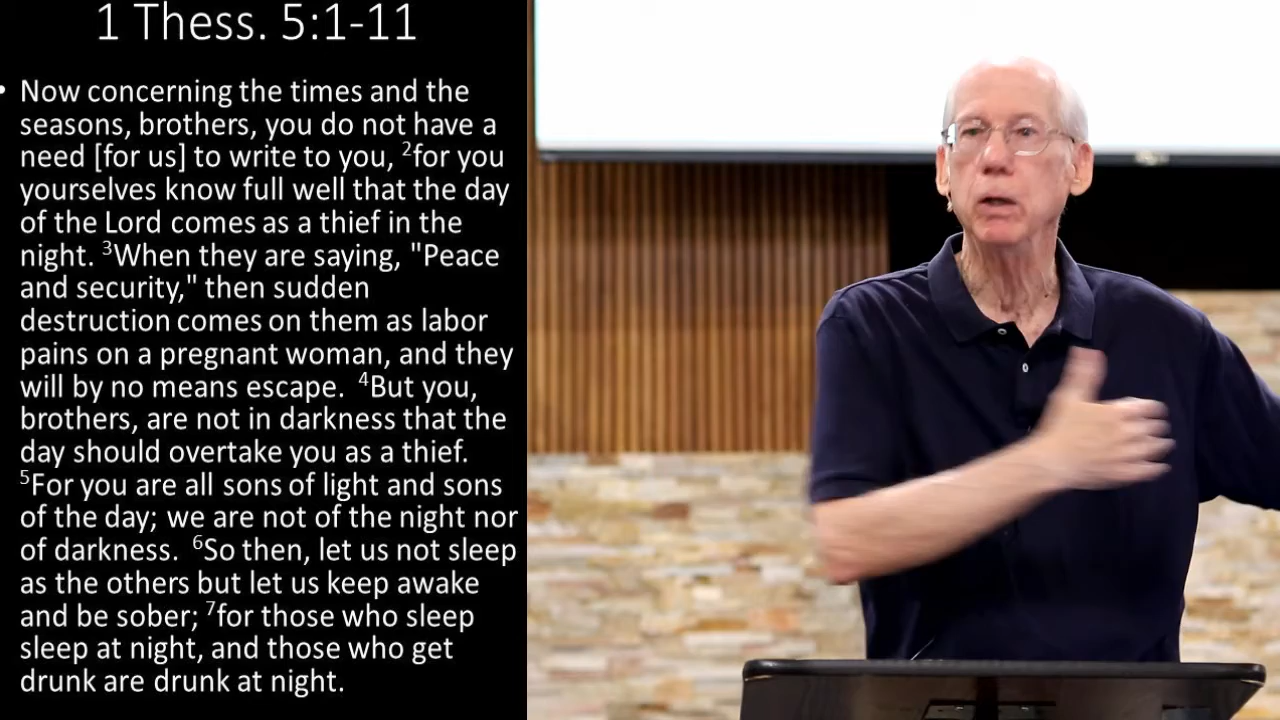 1 Thess. 5:1-11
• Now concerning the times and the
seasons, brothers, you do not have a
need [for us] to write to you, ²for you
yourselves know full well that the day
of the Lord comes as a thief in the
night. ³When they are saying, "Peace
and security," then sudden
destruction comes on them as labor
pains on a pregnant woman, and they
will by no means escape. ⁴But you,
brothers, are not in darkness that the
day should overtake you as a thief.
⁵For you are all sons of light and sons
of the day; we are not of the night nor
of darkness. ⁶So then, let us not sleep
as the others but let us keep awake
and be sober; ⁷for those who sleep
sleep at night, and those who get
drunk are drunk at night.